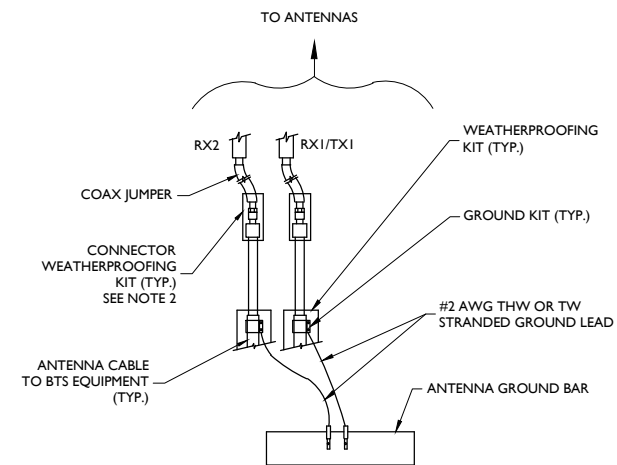 TO ANTENNAS
RX2
RX1/TX1
WEATHERPROOFING
KIT (TYP.)
COAX JUMPER
GROUND KIT (TYP.)
CONNECTOR
WEATHERPROOFING
KIT (TYP.)
SEE NOTE 2
#2 AWG THW OR TW
STRANDED GROUND LEAD
ANTENNA CABLE
TO BTS EQUIPMENT
(TYP.)
ANTENNA GROUND BAR